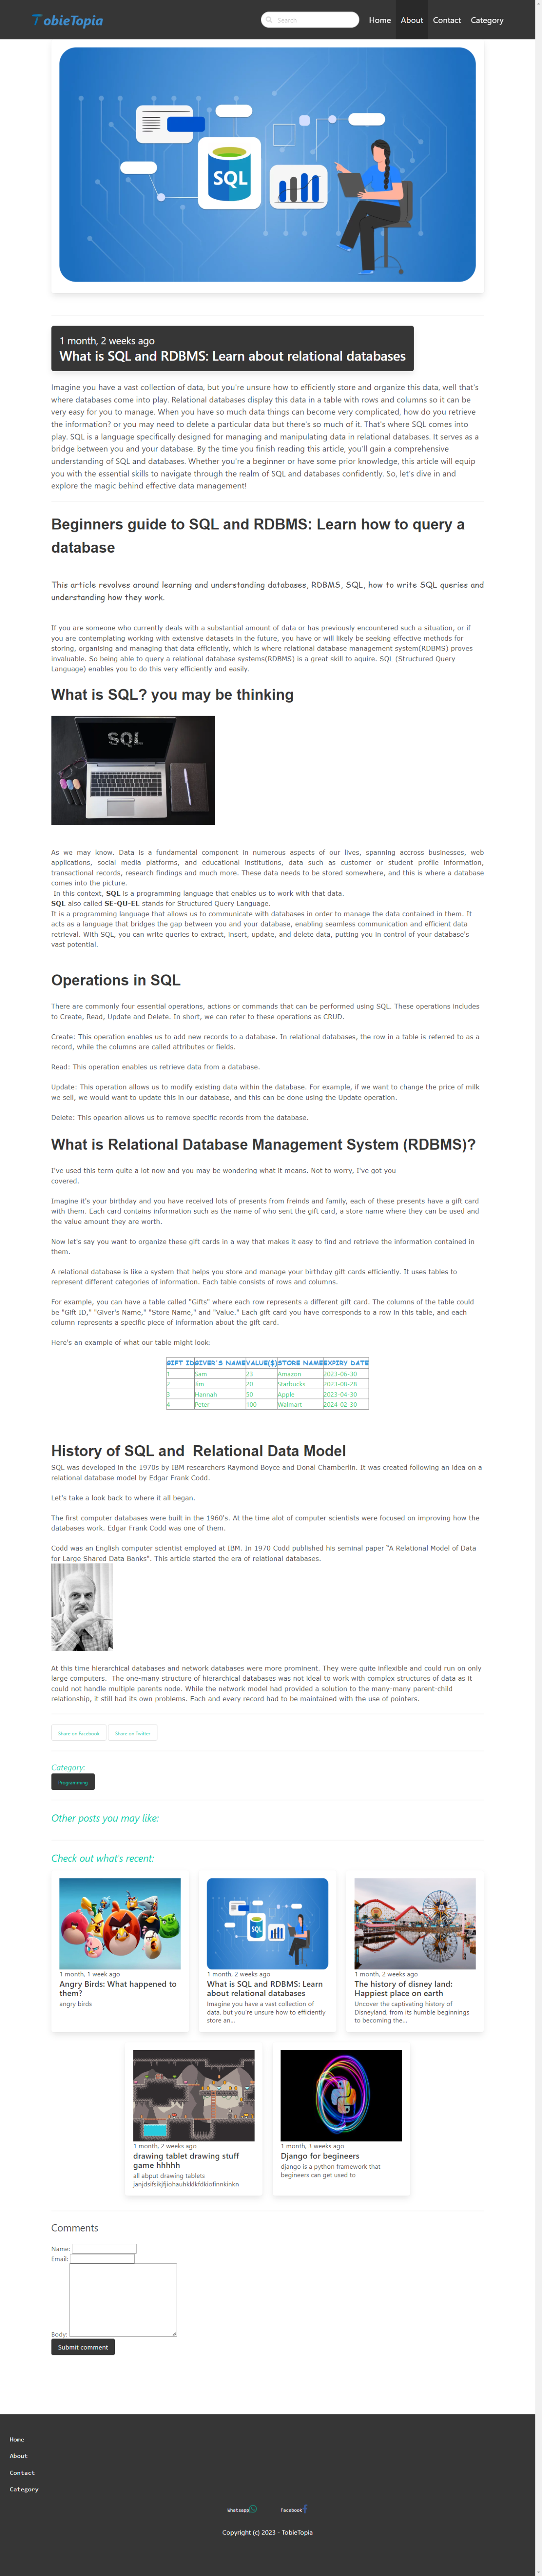 TobieTopia
Search
Home About Contact Category
SQL
1 month, 2 weeks ago
What is SQL and RDBMS: Learn about relational databases
Imagine you have a vast collection of data, but you're unsure how to efficiently store and organize this data, well that's
where databases come into play. Relational databases display this data in a table with rows and columns so it can be
very easy for you to manage. When you have so much data things can become very complicated, how do you retrieve
the information? or you may need to delete a particular data but there's so much of it. That's where SQL comes into
play. SQL is a language specifically designed for managing and manipulating data in relational databases. It serves as a
bridge between you and your database. By the time you finish reading this article, you'll gain a comprehensive
understanding of SQL and databases. Whether you're a beginner or have some prior knowledge, this article will equip
you with the essential skills to navigate through the realm of SQL and databases confidently. So, let's dive in and
explore the magic behind effective data management!
Beginners guide to SQL and RDBMS: Learn how to query a
database
This article revolves around learning and understanding databases, RDBMS, SQL, how to write SQL queries and
understanding how they work.
If you are someone who currently deals with a substantial amount of data or has previously encountered such a situation, or if
you are contemplating working with extensive datasets in the future, you have or will likely be seeking effective methods for
storing, organising and managing that data efficiently, which is where relational database management system(RDBMS) proves
invaluable. So being able to query a relational database systems(RDBMS) is a great skill to aquire. SQL (Structured Query
Language) enables you to do this very efficiently and easily.
What is SQL? you may be thinking
SQL
As we may know. Data is a fundamental component in numerous aspects of our lives, spanning accross businesses, web
applications, social media platforms, and educational institutions, data such as customer or student profile information,
transactional records, research findings and much more. These data needs to be stored somewhere, and this is where a database
comes into the picture.
In this context, SQL is a programming language that enables us to work with that data.
SQL also called SE-QU-EL stands for Structured Query Language.
It is a programming language that allows us to communicate with databases in order to manage the data contained in them. It
acts as a language that bridges the gap between you and your database, enabling seamless communication and efficient data
retrieval. With SQL, you can write queries to extract, insert, update, and delete data, putting you in control of your database's
vast potential.
Operations in SQL
There are commonly four essential operations, actions or commands that can be performed using SQL. These operations includes
to Create, Read, Update and Delete. In short, we can refer to these operations as CRUD.
Create: This operation enables us to add new records to a database. In relational databases, the row in a table is referred to as a
record, while the columns are called attributes or fields.
Read: This operation enables us retrieve data from a database.
Update: This operation allows us to modify existing data within the database. For example, if we want to change the price of milk
we sell, we would want to update this in our database, and this can be done using the Update operation.
Delete: This opearion allows us to remove specific records from the database.
What is Relational Database Management System (RDBMS)?
I've used this term quite a lot now and you may be wondering what it means. Not to worry, I've got you
covered.
Imagine it's your birthday and you have received lots of presents from freinds and family, each of these presents have a gift card
with them. Each card contains information such as the name of who sent the gift card, a store name where they can be used and
the value amount they are worth.
Now let's say you want to organize these gift cards in a way that makes it easy to find and retrieve the information contained in
them.
A relational database is like a system that helps you store and manage your birthday gift cards efficiently. It uses tables to
represent different categories of information. Each table consists of rows and columns.
For example, you can have a table called "Gifts" where each row represents a different gift card. The columns of the table could
be "Gift ID," "Giver's Name," "Store Name," and "Value." Each gift card you have corresponds to a row in this table, and each
column represents a specific piece of information about the gift card.
Here's an example of what our table might look:
GIFT ID GIVER'S NAME VALUE($) STORE NAME EXPIRY DATE
1 Sam 23 Amazon 2023-06-30
2 Jim 20 Starbucks 2023-08-28
3 Hannah 50 Apple 2023-04-30
4 Peter 100 Walmart 2024-02-30
History of SQL and Relational Data Model
SQL was developed in the 1970s by IBM researchers Raymond Boyce and Donal Chamberlin. It was created following an idea on a
relational database model by Edgar Frank Codd.
Let's take a look back to where it all began.
The first computer databases were built in the 1960's. At the time alot of computer scientists were focused on improving how the
databases work. Edgar Frank Codd was one of them.
Codd was an English computer scientist employed at IBM. In 1970 Codd published his seminal paper "A Relational Model of Data
for Large Shared Data Banks". This article started the era of relational databases.
At this time hierarchical databases and network databases were more prominent. They were quite inflexible and could run on only
large computers. The one-many structure of hierarchical databases was not ideal to work with complex structures of data as it
could not handle multiple parents node. While the network model had provided a solution to the many-many parent-child
relationship, it still had its own problems. Each and every record had to be maintained with the use of pointers.
Share on Facebook Share on Twitter
Category:
Programming
Other posts you may like:
Check out what's recent:
1 month, 1 week ago
Angry Birds: What happened to
them?
angry birds
SQL
1 month, 2 weeks ago
What is SQL and RDBMS: Learn
about relational databases
Imagine you have a vast collection of
data, but you're unsure how to efficiently
store an...
1 month, 2 weeks ago
The history of disney land:
Happiest place on earth
Uncover the captivating history of
Disneyland, from its humble beginnings
to becoming the...
1 month, 2 weeks ago
drawing tablet drawing stuff
game hhhhh
all abput drawing tablets
janjdsifsikjfjiohauhkklkfdkiofinnkinkn
1 month, 3 weeks ago
Django for begineers
django is a python framework that
begineers can get used to
Comments
Name:
Email:
Body:
Submit comment
Home
About
Contact
Category
Whatsapp Facebook
Copyright (c) 2023 - TobieTopia